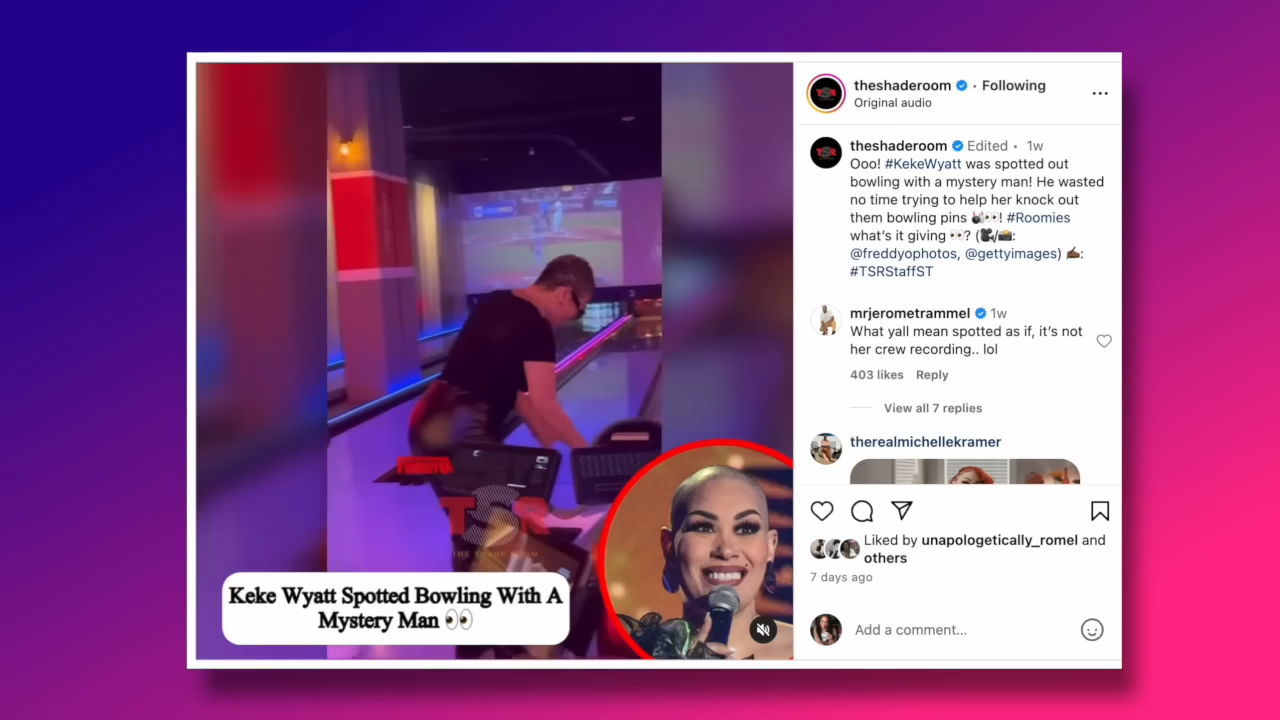 theshaderoom • Following
Original audio
theshaderoom Edited • 1w
Ooo! #KekeWyatt was spotted out
bowling with a mystery man! He wasted
no time trying to help her knock out
them bowling pins 🎳👀! #Roomies
what's it giving 👀? (🎥/📸:
@freddyophotos, @gettyimages) ✍🏾:
#TSRStaffST
mrjerometrammel 1w
What yall mean spotted as if, it's not
her crew recording.. lol
403 likes Reply
View all 7 replies
therealmichellekramer
Liked by unapologetically_romel and
others
7 days ago
Add a comment...
TSR
THE SHADE ROOM
Keke Wyatt Spotted Bowling With A
Mystery Man 👀